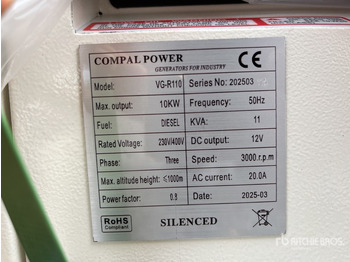 COMPAL POWER
GENERATORS FOR INDUSTRY
CE
Model: VG-R110 Series No: 202503
Max. output: 10KW Frequency: 50Hz
Fuel: DIESEL KVA: 11
Rated Voltage: 230V/400V DC output: 12V
Phase: Three Speed: 3000 r.p.m
Max. altitude height: ≤1000m AC current: 20.0A
Power factor: 0.8 Date: 2025-03
RoHS
Compliant
SILENCED